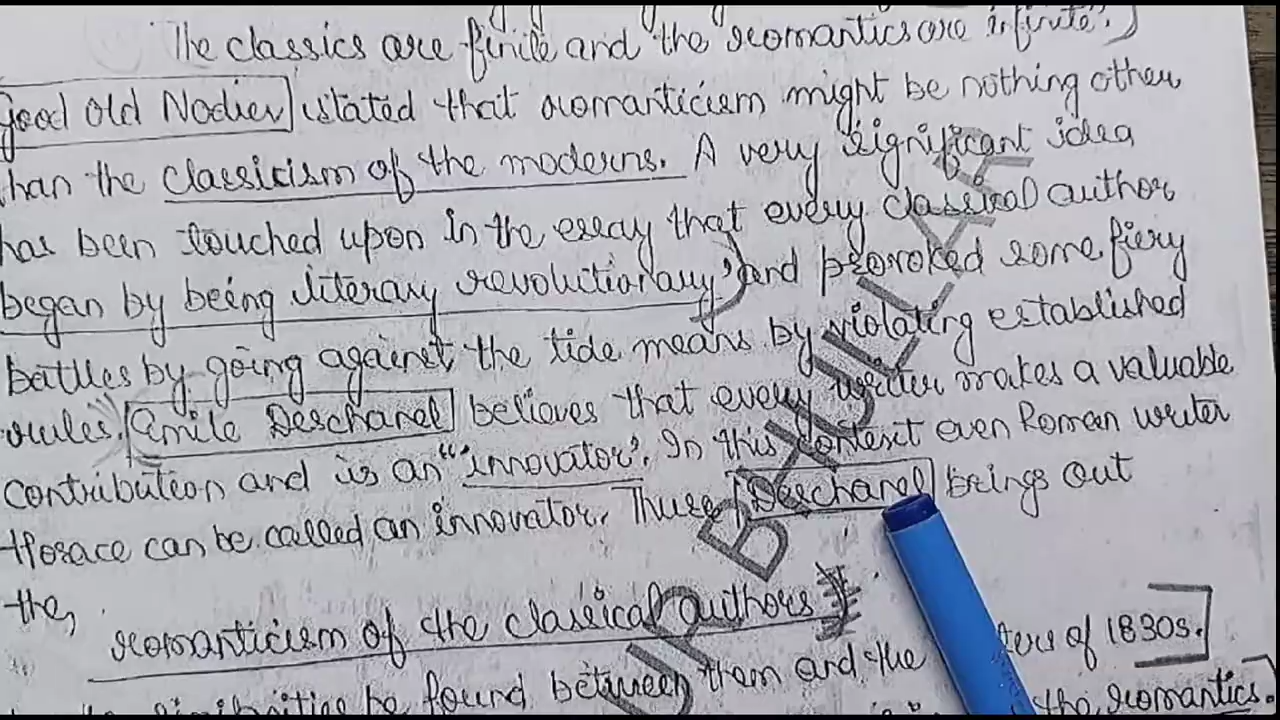 The classics are finite and "the romantics are infinite".)
Good old Nodier stated that romanticism might be nothing other
than the classicism of the moderns. A very significant idea
has been touched upon in the essay that every classical author
began by being literary revolutionary') and provoked some fiery
battles by going against the tide means by violating established
rules. Emile Deschanel believes that every writer makes a valuable
contribution and is an "innovator". In this context even Roman writer
Horace can be called an innovator. Thus Deschanel brings out
the,
romanticism of the classical authors)
be found between them and the of 1830s.
the romantics.